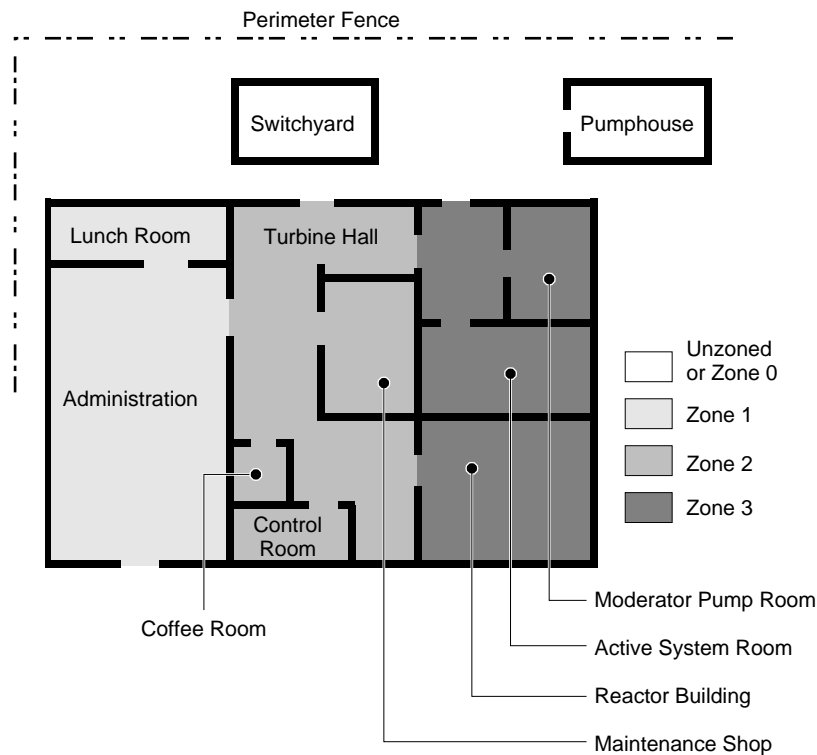 Perimeter Fence
Switchyard
Pumphouse
Lunch Room
Turbine Hall
Administration
Unzoned
or Zone 0
Zone 1
Zone 2
Zone 3
Control
Room
Coffee Room
Moderator Pump Room
Active System Room
Reactor Building
Maintenance Shop